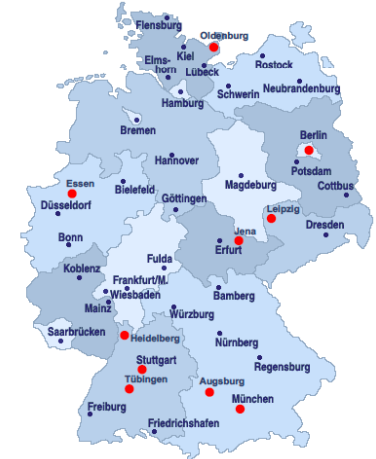 Flensburg
Oldenburg
Kiel
Elms-
horn
Lübeck
Rostock
Schwerin
Neubrandenburg
Hamburg
Bremen
Berlin
Hannover
Potsdam
Essen
Bielefeld
Magdeburg
Cottbus
Göttingen
Düsseldorf
Leipzig
Dresden
Jena
Bonn
Erfurt
Fulda
Koblenz
Frankfurt/M.
Wiesbaden
Bamberg
Mainz
Würzburg
Saarbrücken
Heidelberg
Nürnberg
Stuttgart
Regensburg
Tübingen
Augsburg
München
Freiburg
Friedrichshafen